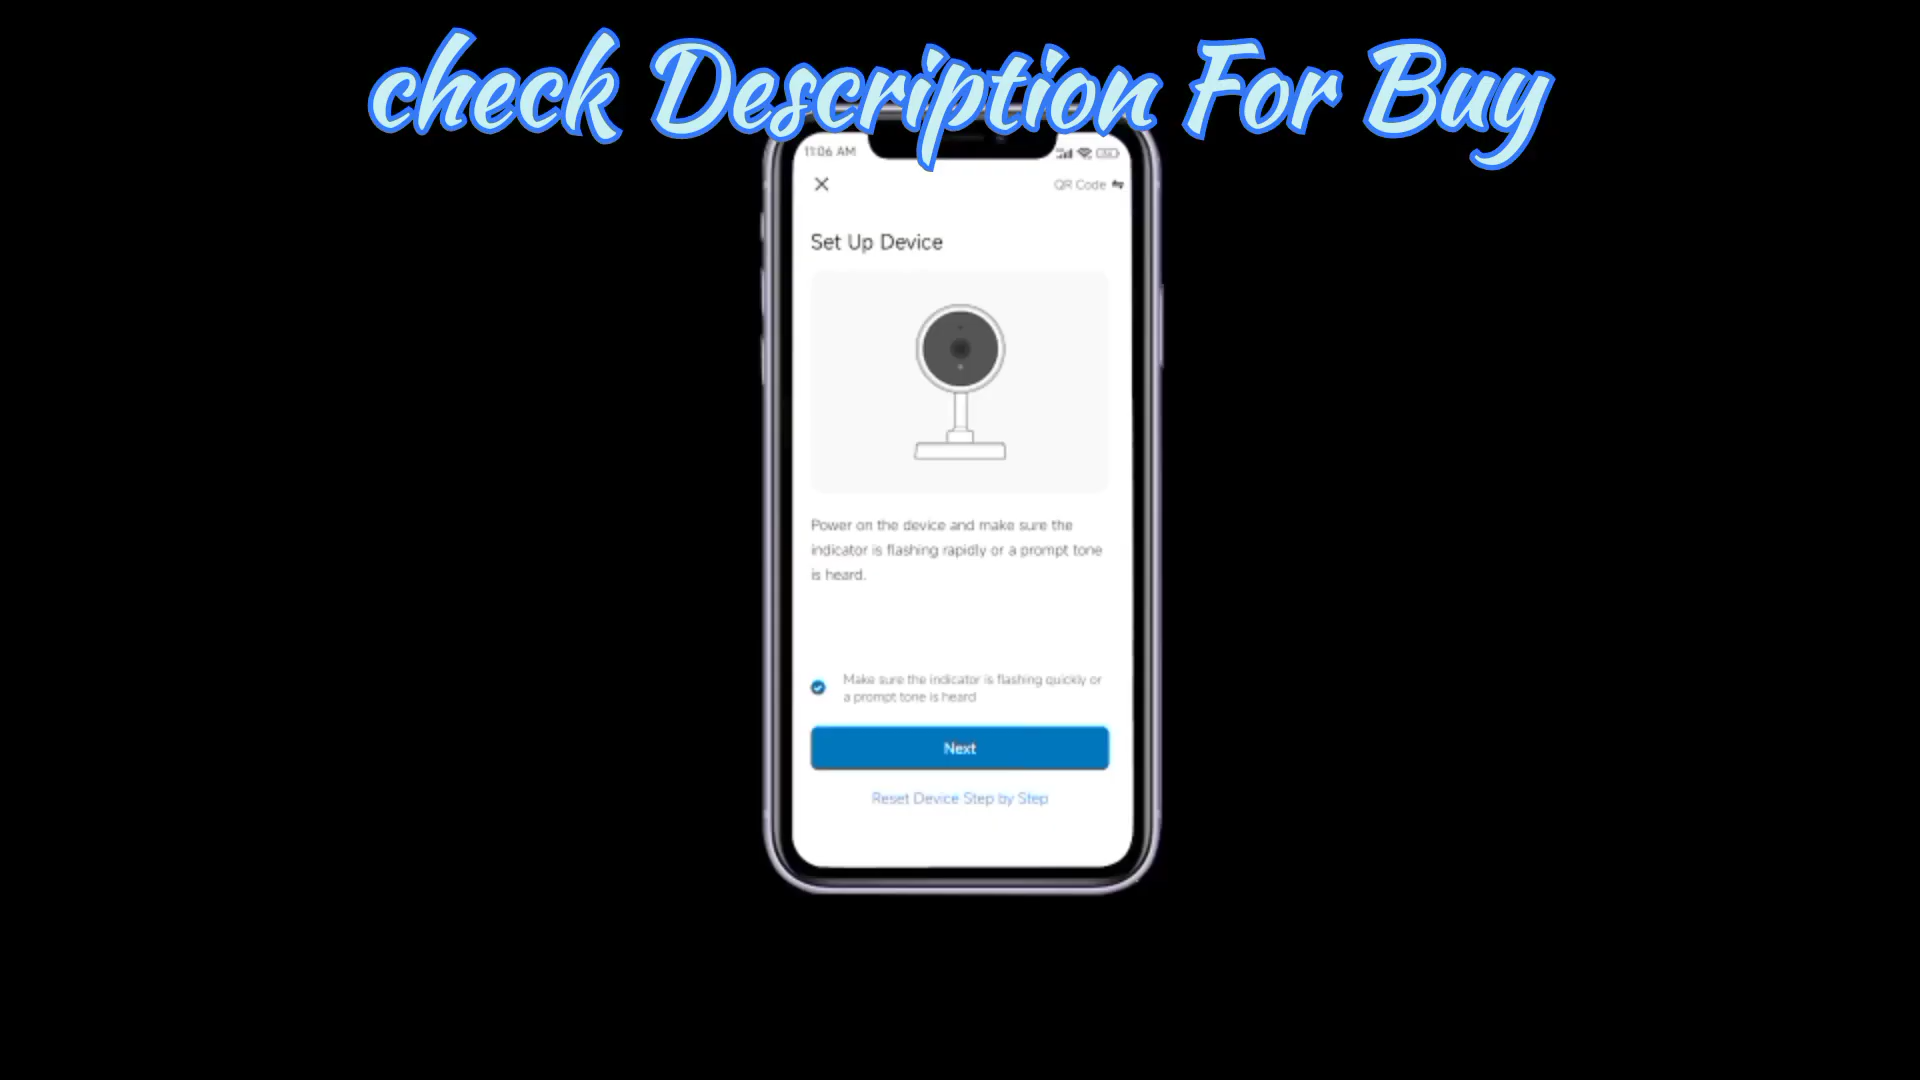 check Description For Buy
11:06 AM
QR Code
Set Up Device
Power on the device and make sure the
indicator is flashing rapidly or a prompt tone
is heard.
Make sure the indicator is flashing quickly or
a prompt tone is heard
Next
Reset Device Step by Step